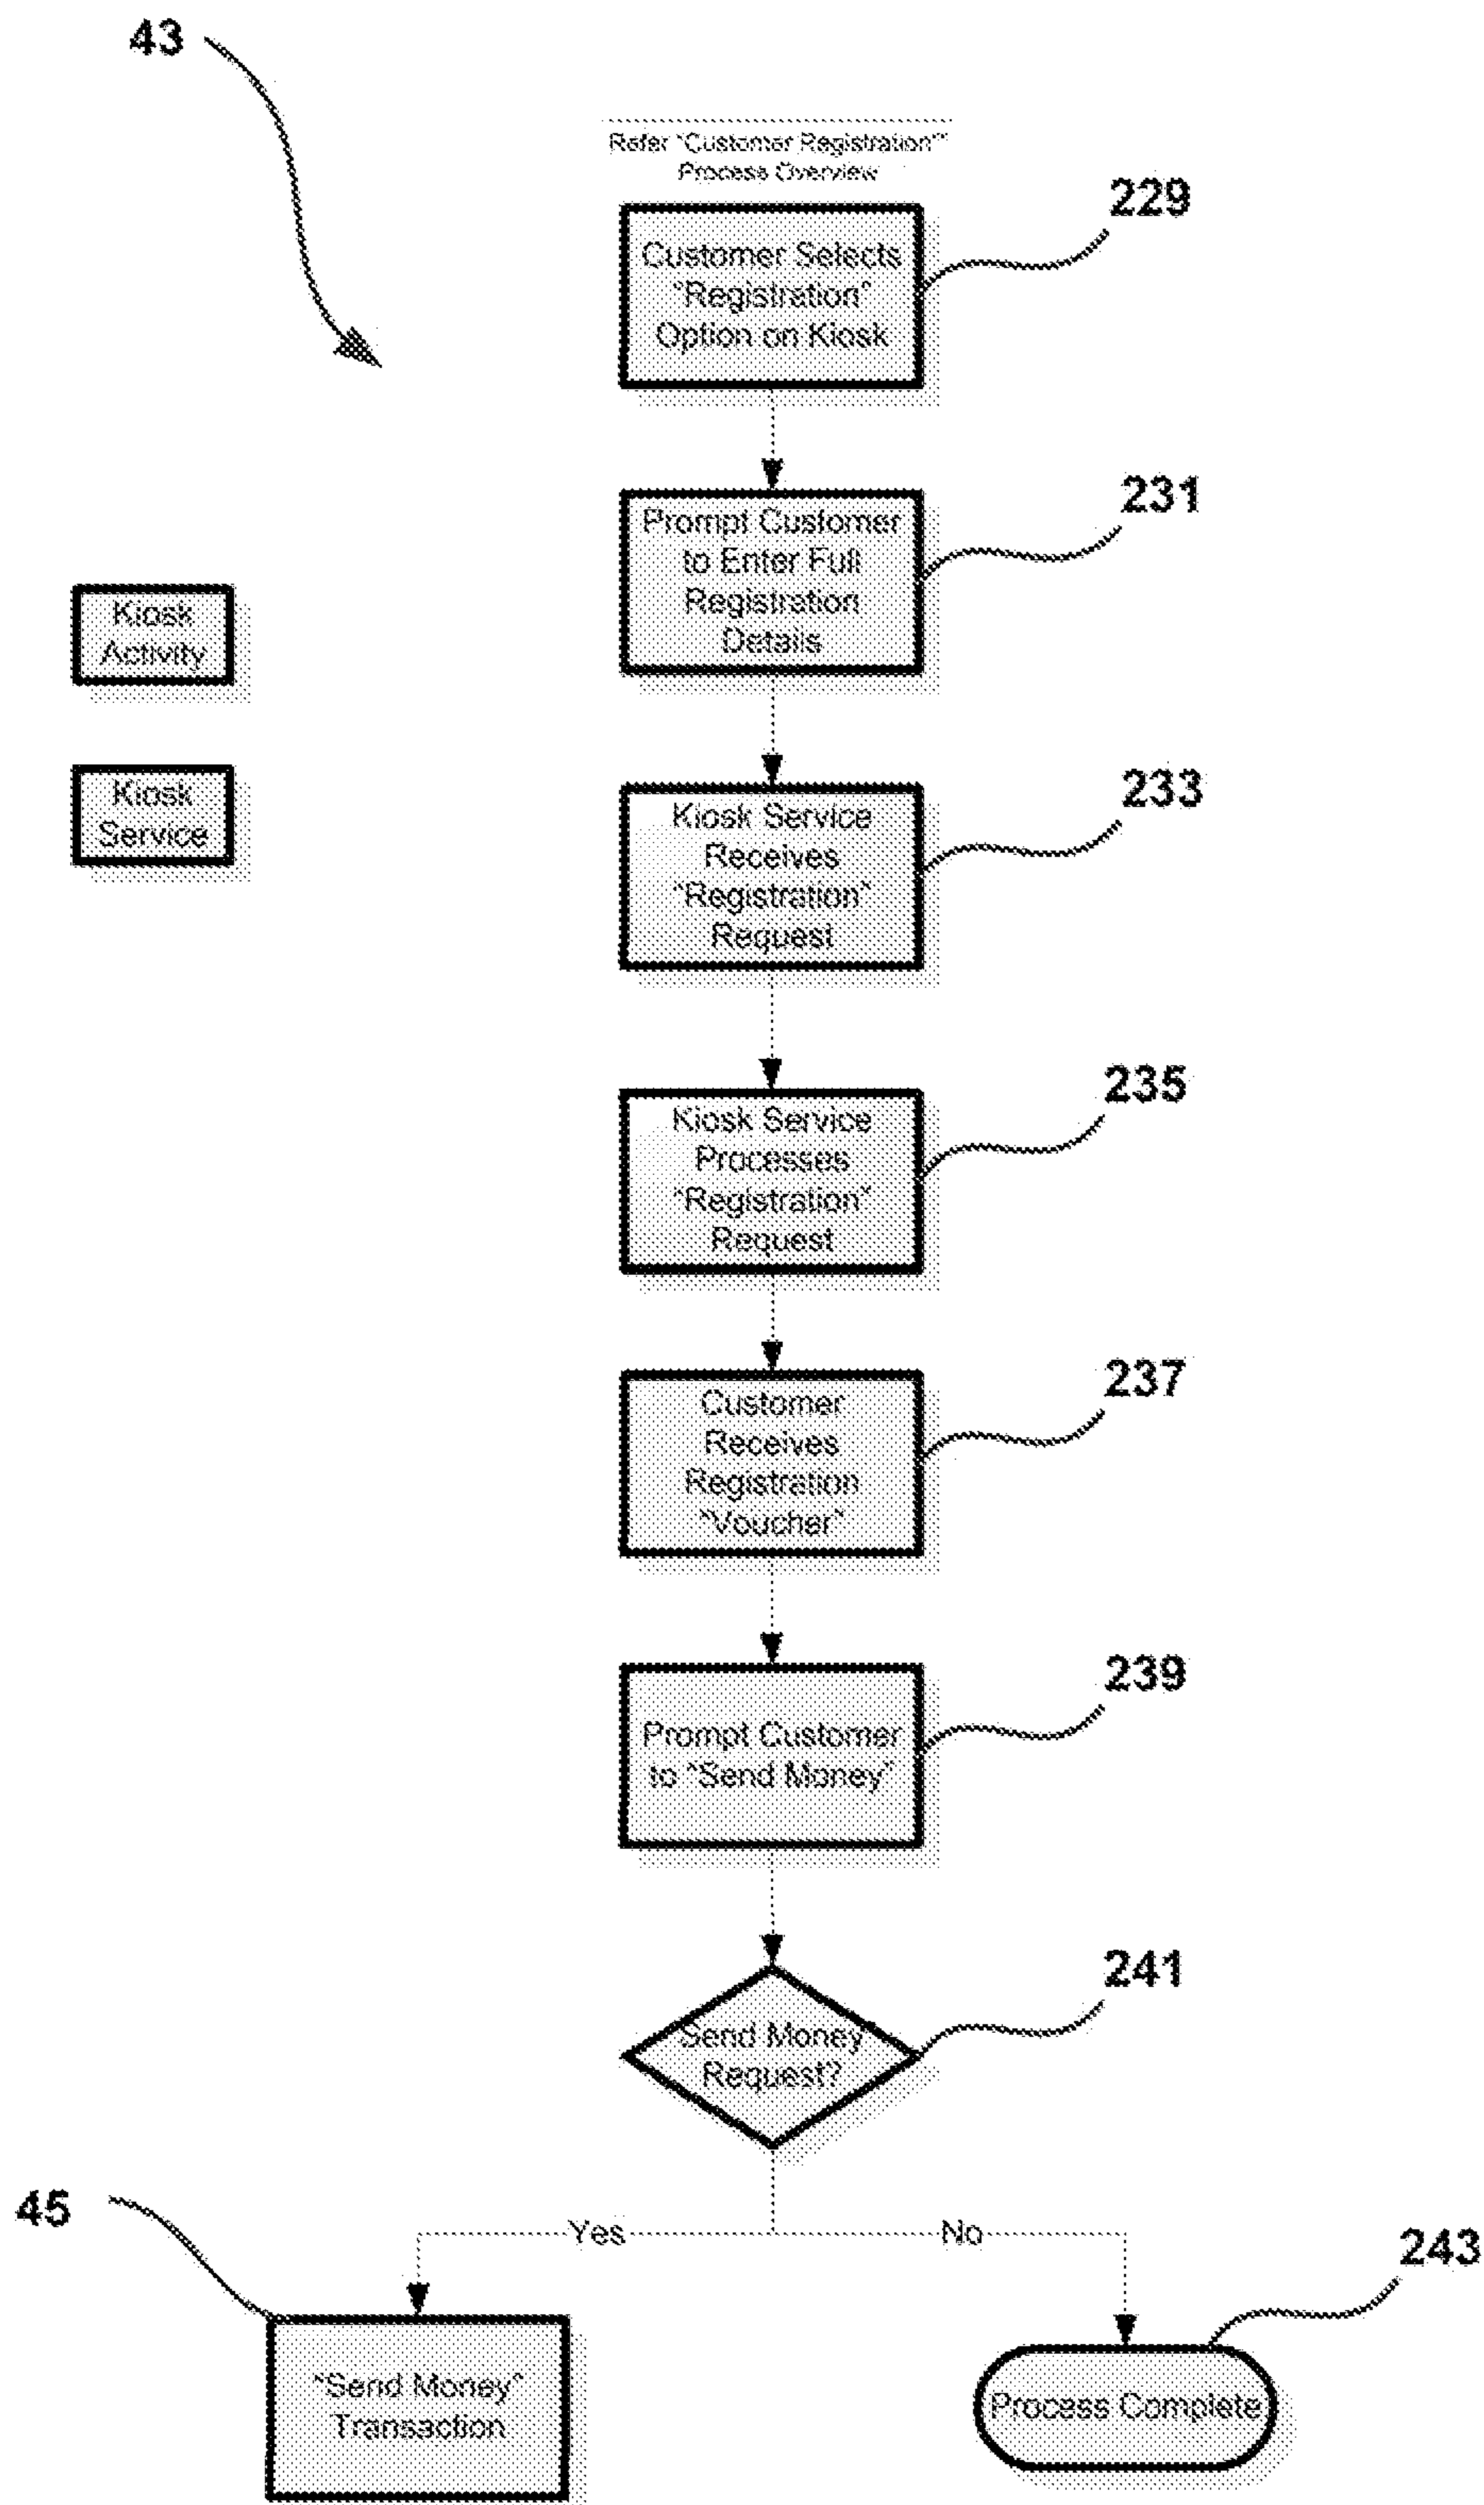 43
Refer "Customer Registration"
Process Overview
229
Customer Selects
"Registration"
Option on Kiosk
231
Prompt Customer
to Enter Full
Registration
Details
Kiosk
Activity
Kiosk
Service
233
Kiosk Service
Receives
"Registration"
Request
235
Kiosk Service
Processes
"Registration"
Request
237
Customer
Receives
Registration
"Voucher"
239
Prompt Customer
to "Send Money"
241
"Send Money"
Request?
45
Yes
No
243
"Send Money"
Transaction
Process Complete